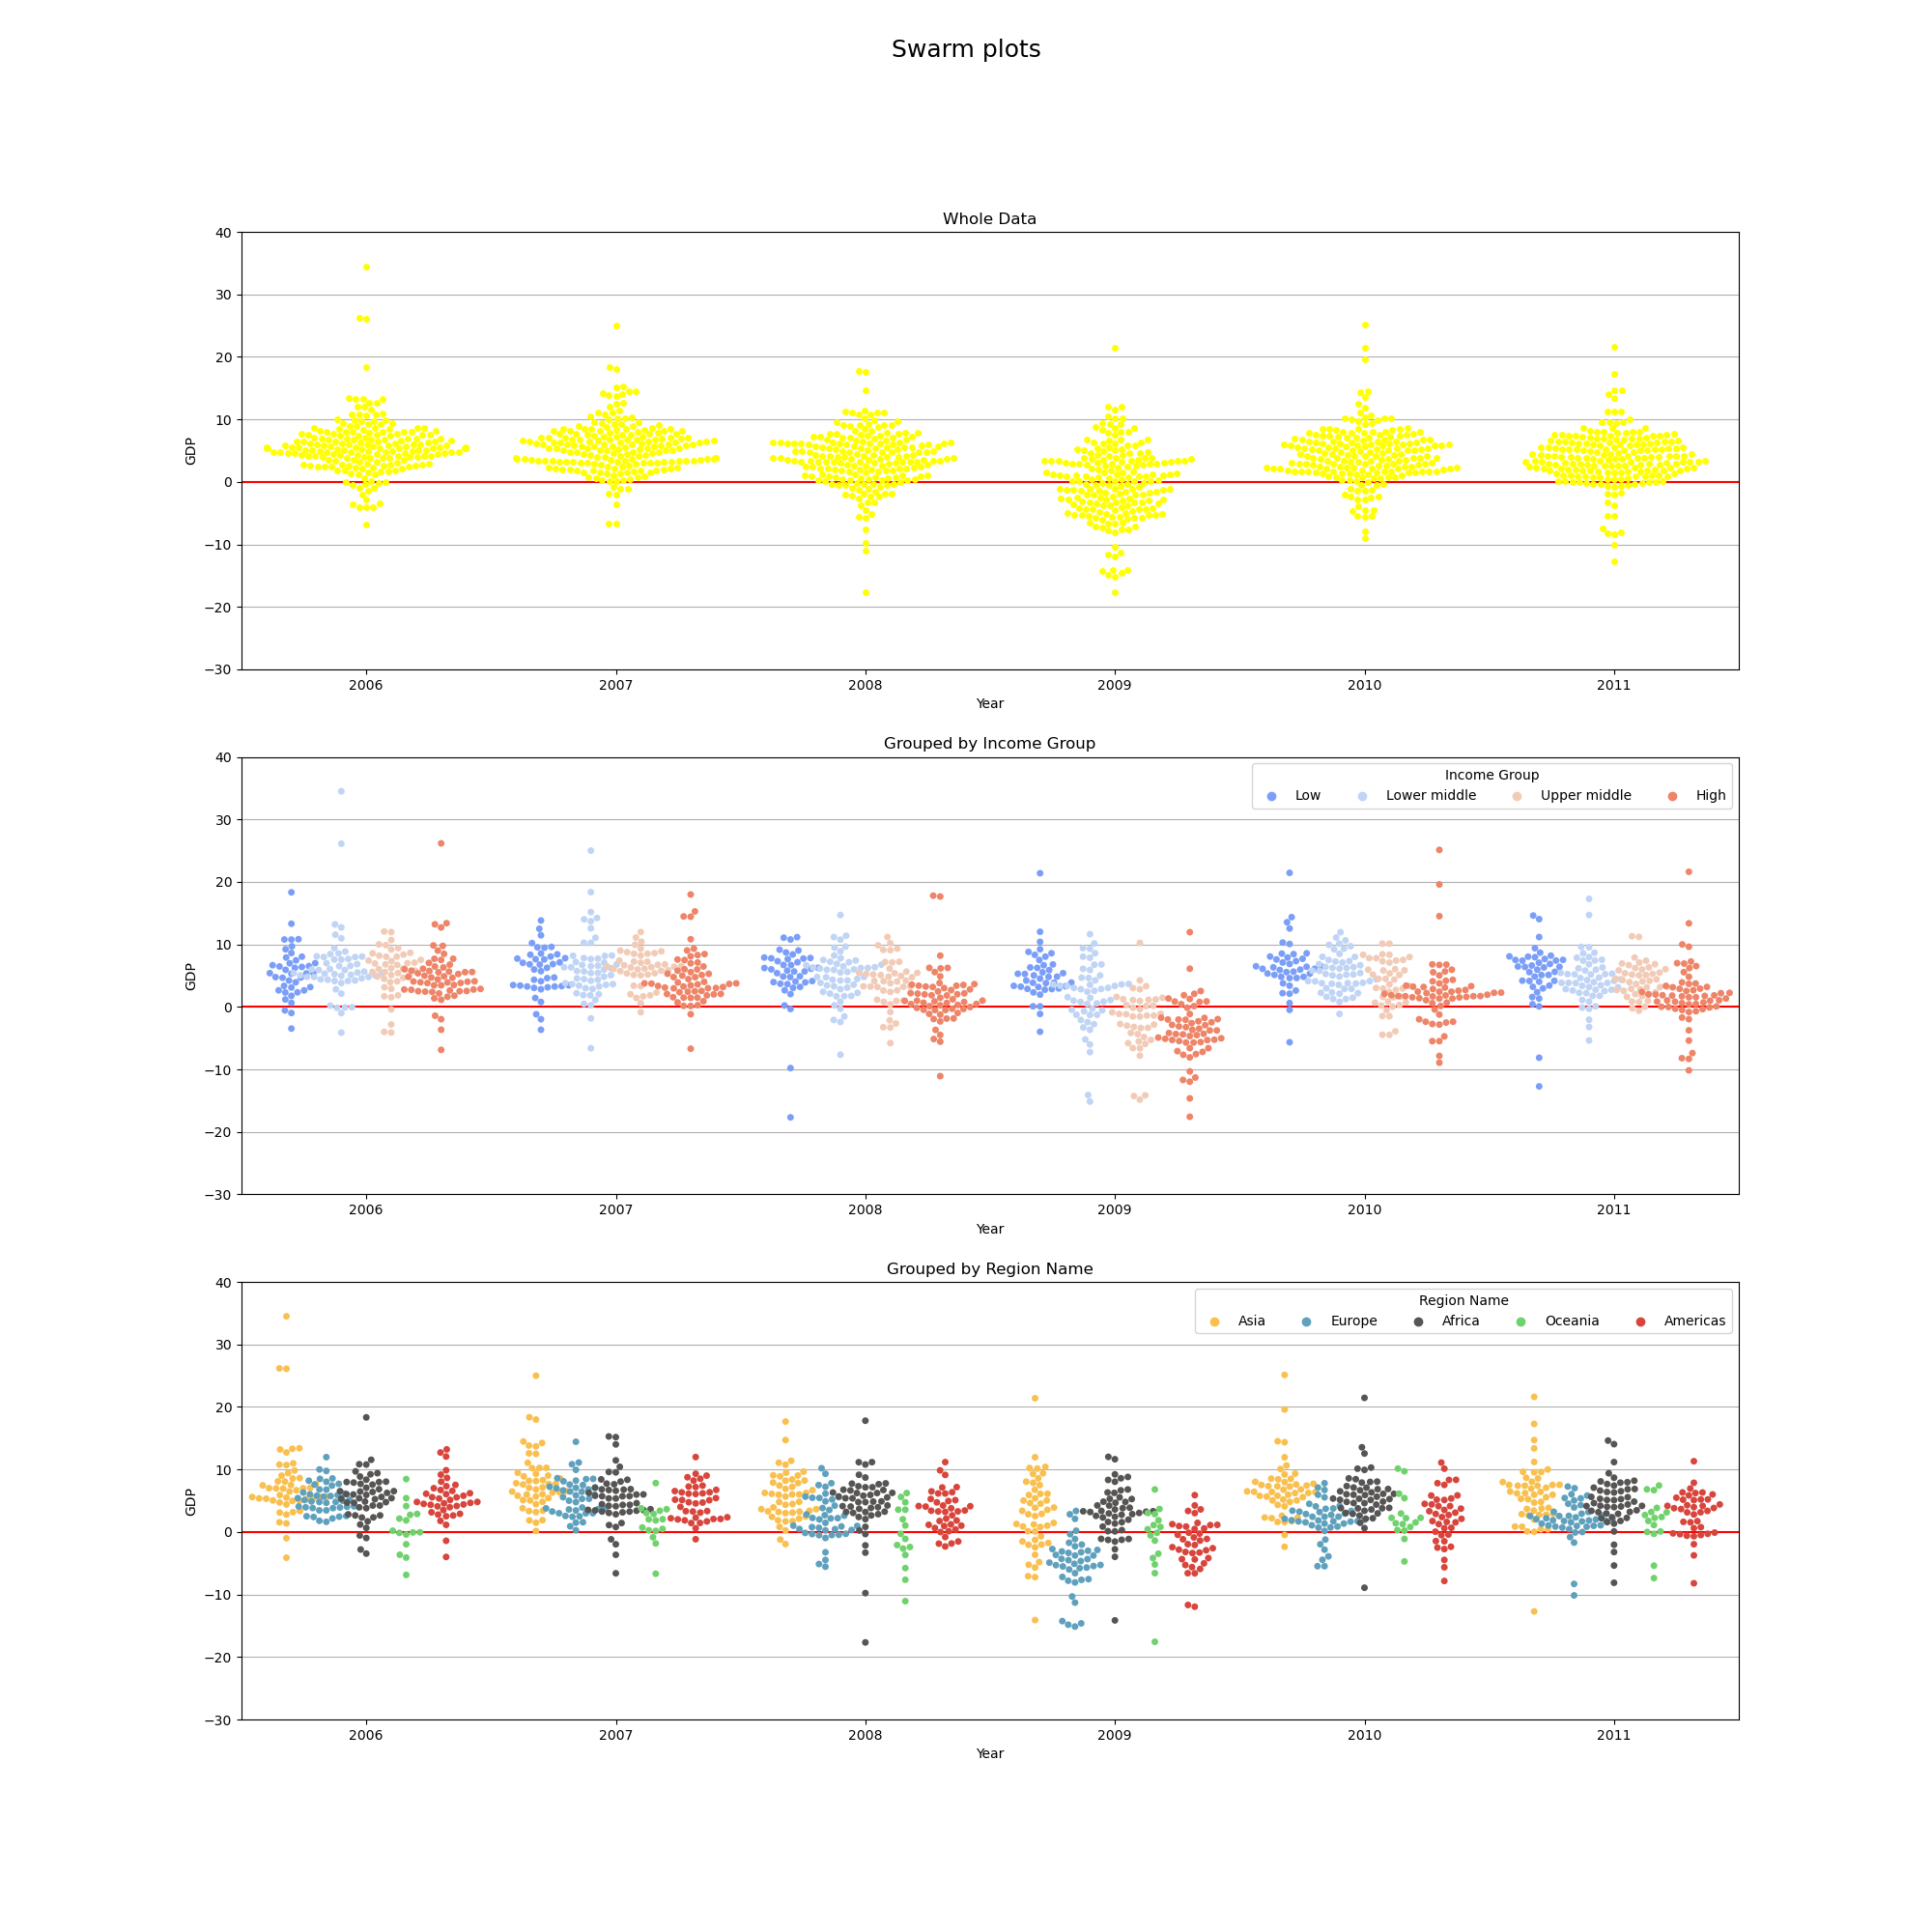 Swarm plots
Whole Data
40
30
20
10
0
−10
−20
−30
GDP
2006 2007 2008 2009 2010 2011
Year
Grouped by Income Group
Income Group
Low Lower middle Upper middle High
40
30
20
10
0
−10
−20
−30
GDP
2006 2007 2008 2009 2010 2011
Year
Grouped by Region Name
Region Name
Asia Europe Africa Oceania Americas
40
30
20
10
0
−10
−20
−30
GDP
2006 2007 2008 2009 2010 2011
Year